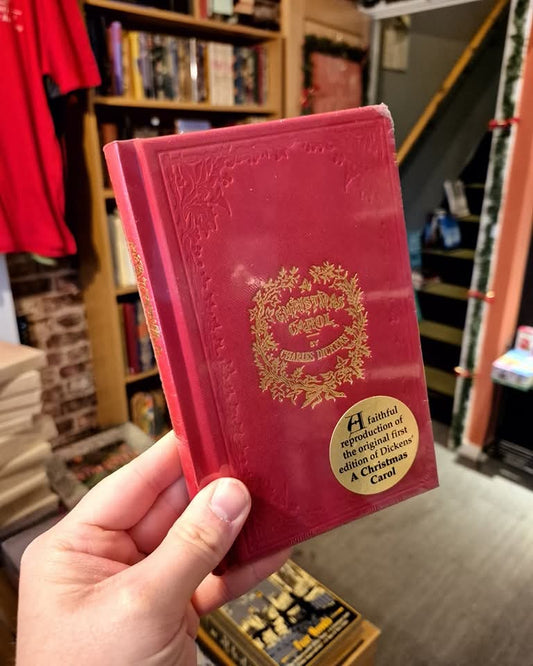 A
CHRISTMAS
CAROL
BY
CHARLES DICKENS
A faithful
reproduction of
the original first
edition of Dickens'
A Christmas
Carol